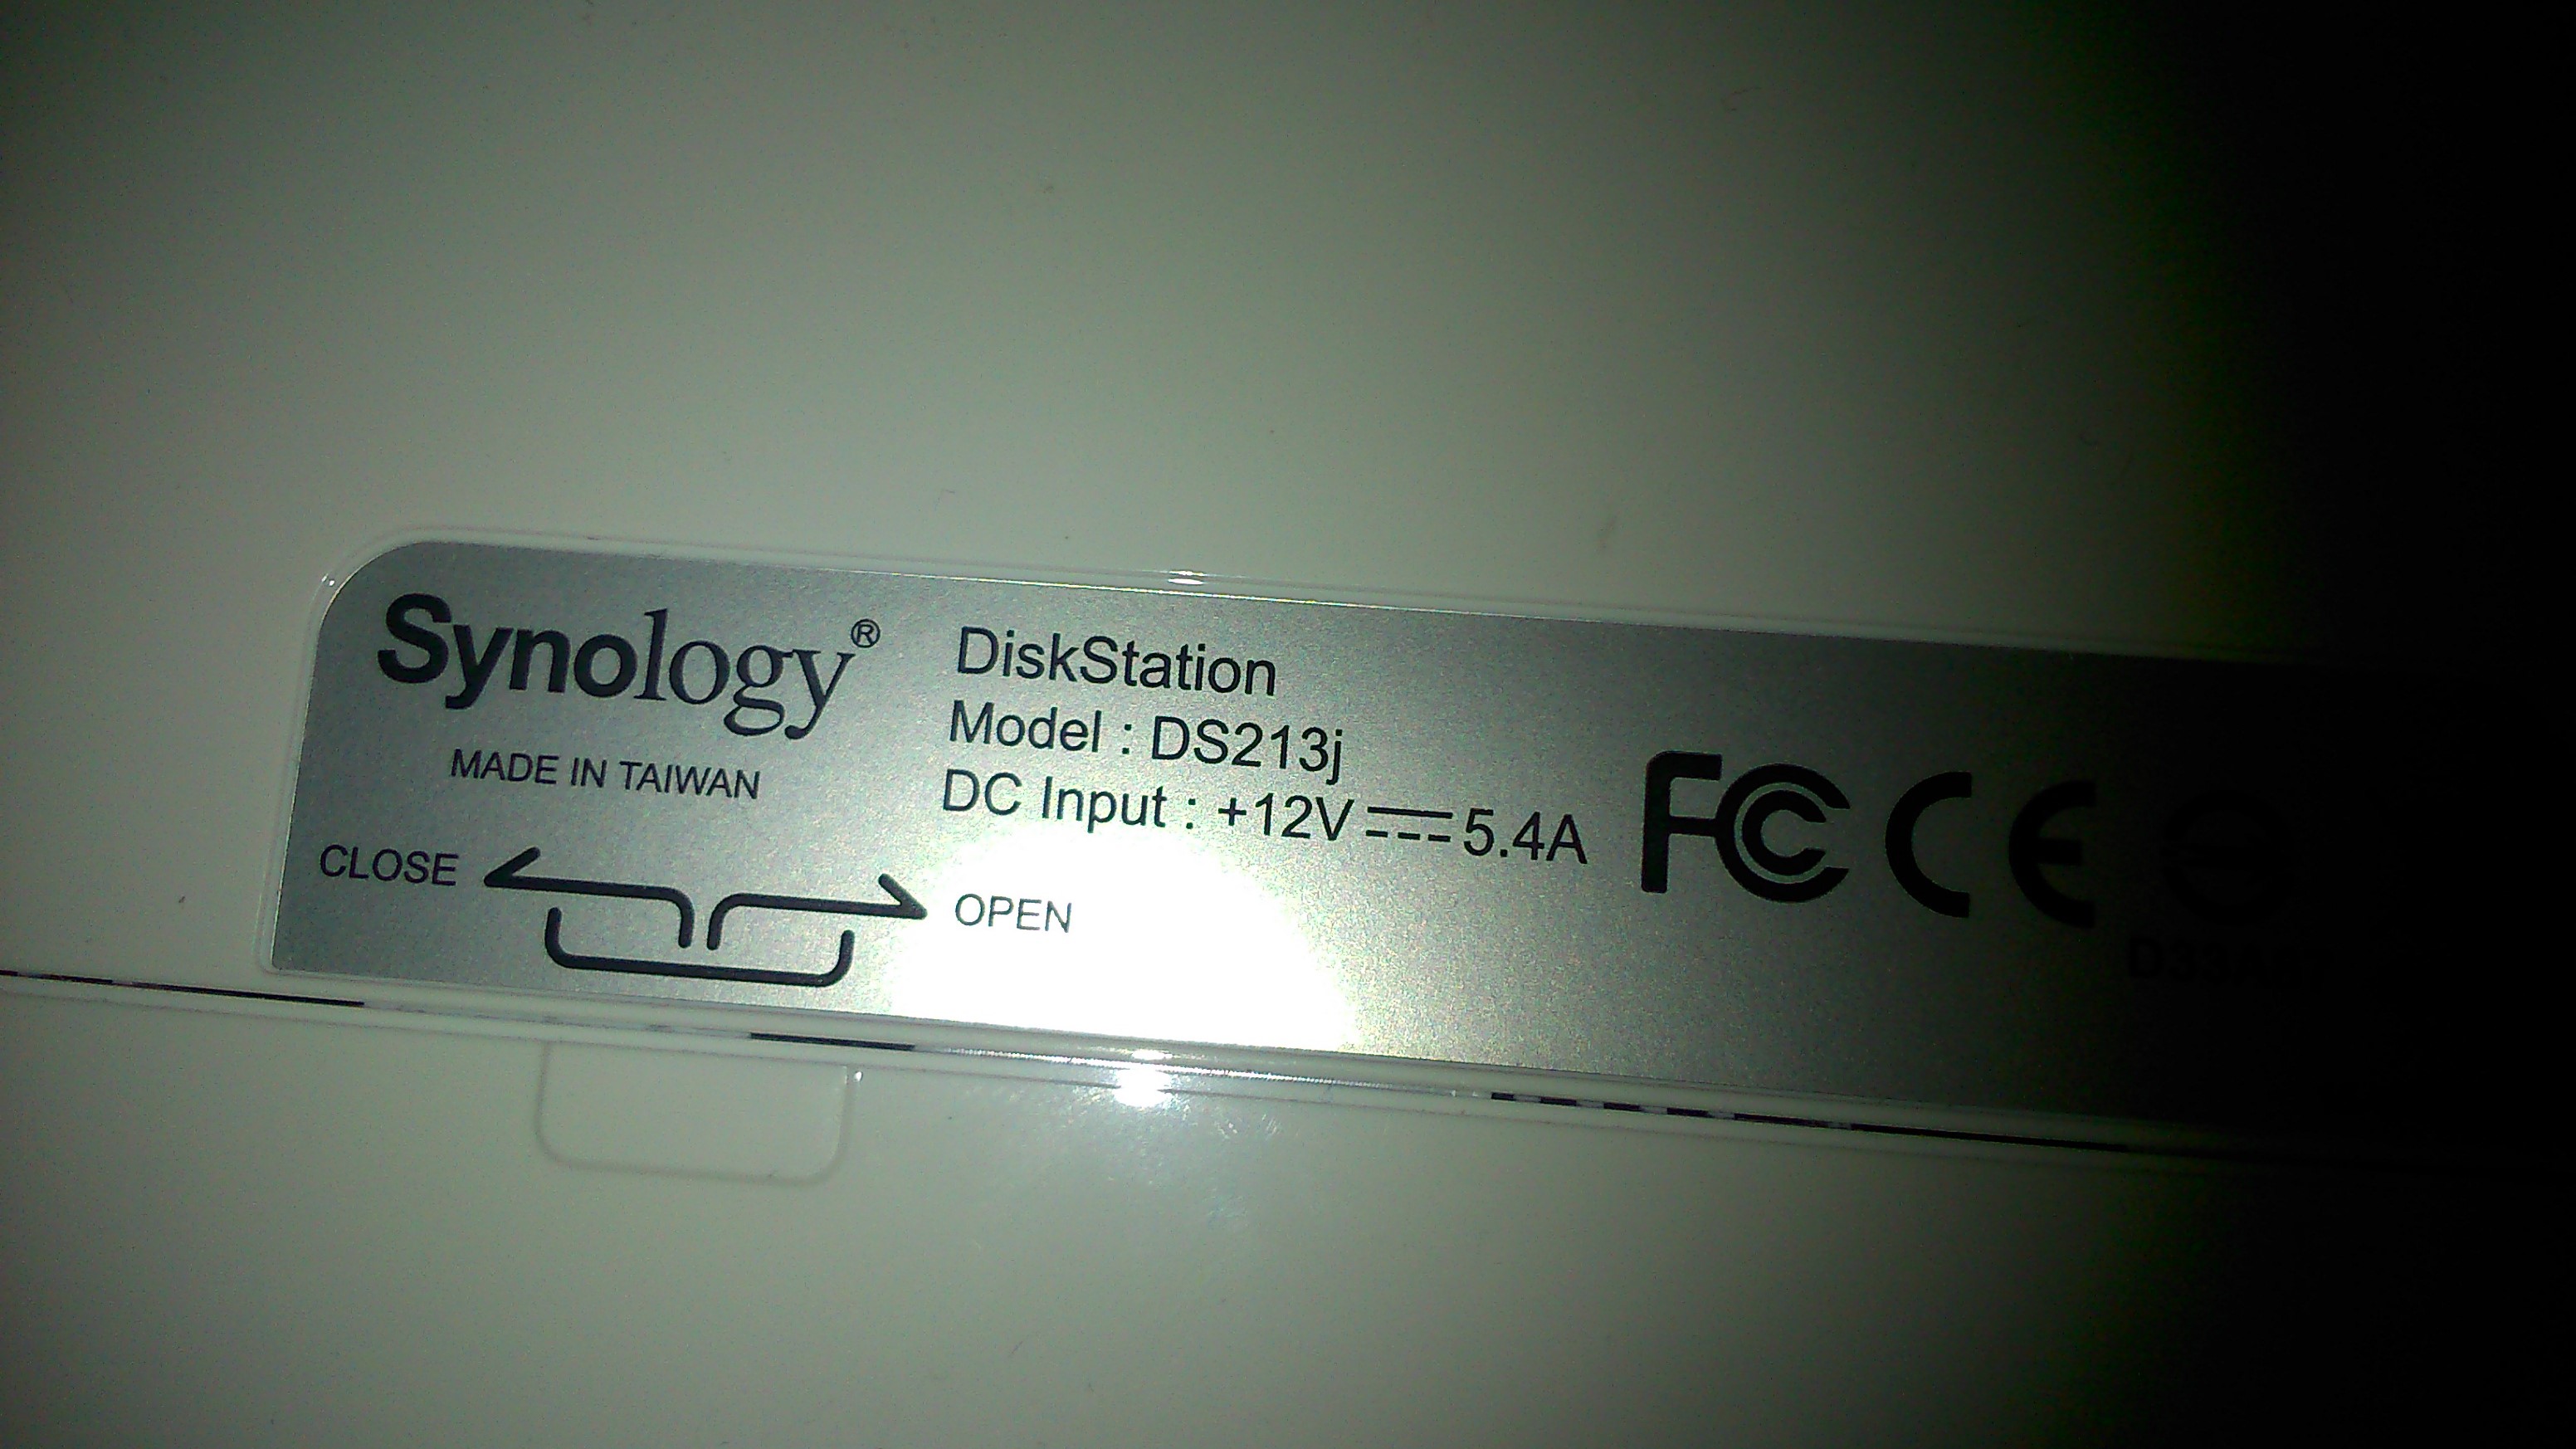 Synology®
MADE IN TAIWAN
CLOSE
OPEN
DiskStation
Model : DS213j
DC Input : +12V ⎓ 5.4A
FC CE